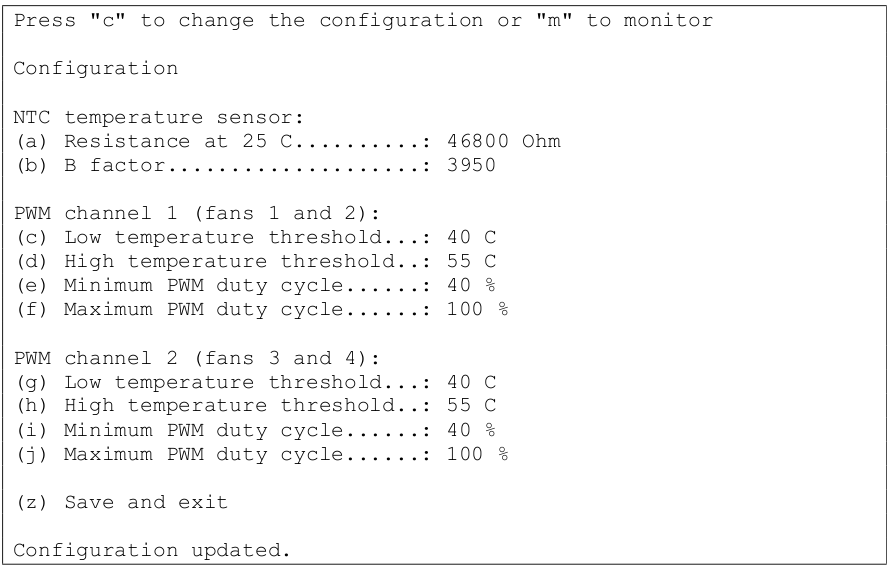 Press "c" to change the configuration or "m" to monitor
Configuration
NTC temperature sensor:
(a) Resistance at 25 C..........: 46800 Ohm
(b) B factor....................: 3950
PWM channel 1 (fans 1 and 2):
(c) Low temperature threshold...: 40 C
(d) High temperature threshold..: 55 C
(e) Minimum PWM duty cycle......: 40 %
(f) Maximum PWM duty cycle......: 100 %
PWM channel 2 (fans 3 and 4):
(g) Low temperature threshold...: 40 C
(h) High temperature threshold..: 55 C
(i) Minimum PWM duty cycle......: 40 %
(j) Maximum PWM duty cycle......: 100 %
(z) Save and exit
Configuration updated.